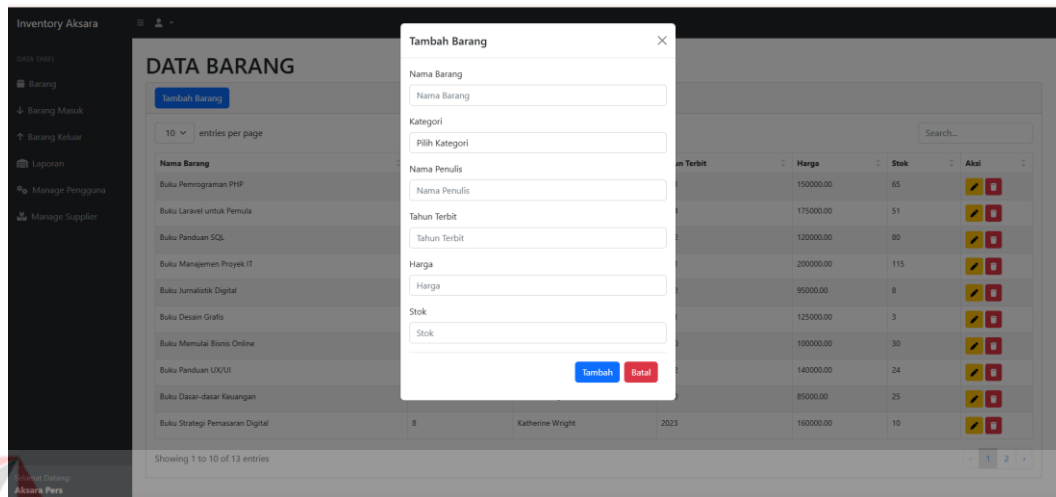 Inventory Aksara
DATA TABEL
Barang
Barang Masuk
Barang Keluar
Laporan
Manage Pengguna
Manage Supplier
Selamat Datang:
Aksara Pers
DATA BARANG
Tambah Barang
10 entries per page
Search...
Nama Barang un Terbit Harga Stok Aksi
Buku Pemrograman PHP 150000.00 65
Buku Laravel untuk Pemula 175000.00 51
Buku Panduan SQL 120000.00 80
Buku Manajemen Proyek IT 200000.00 115
Buku Jurnalistik Digital 95000.00 8
Buku Desain Grafis 125000.00 3
Buku Memulai Bisnis Online 100000.00 30
Buku Panduan UX/UI 140000.00 24
Buku Dasar-dasar Keuangan 85000.00 25
Buku Strategi Pemasaran Digital 8 Katherine Wright 2023 160000.00 10
Showing 1 to 10 of 13 entries
1 2
Tambah Barang
Nama Barang
Nama Barang
Kategori
Pilih Kategori
Nama Penulis
Nama Penulis
Tahun Terbit
Tahun Terbit
Harga
Harga
Stok
Stok
Tambah Batal